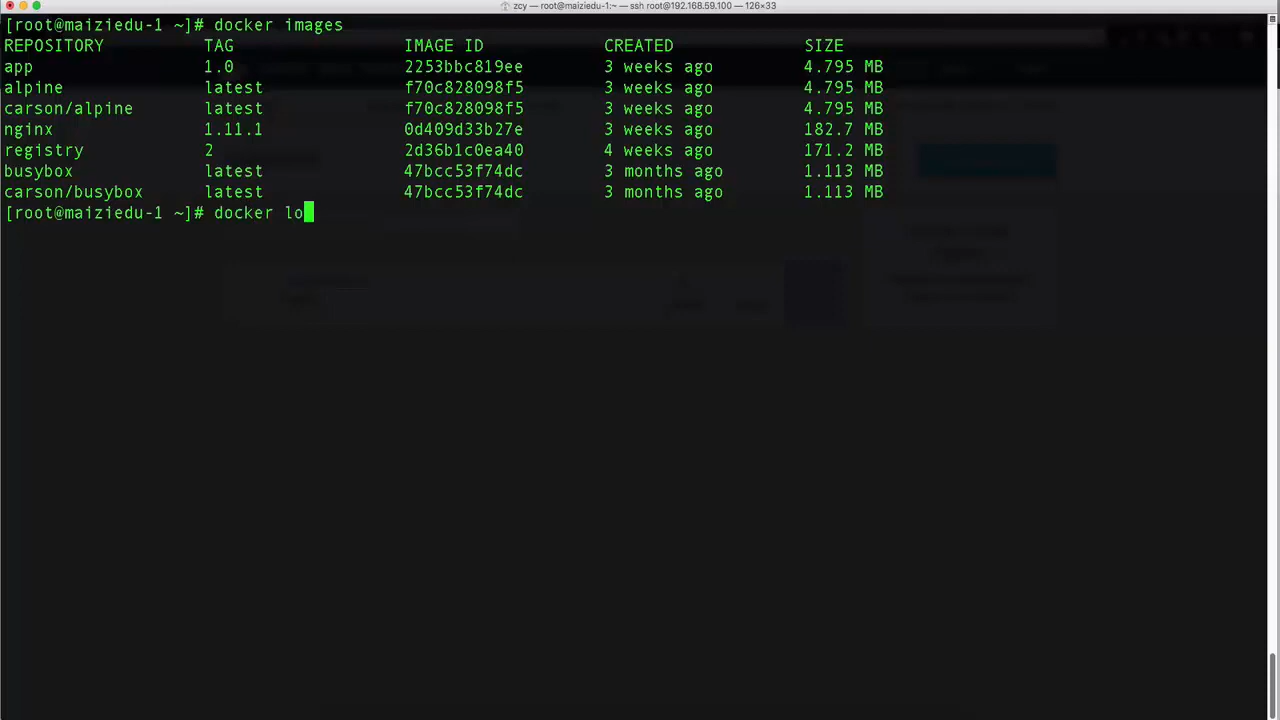 zcy — root@maiziedu-1:~ — ssh root@192.168.59.100 — 126×33
[root@maiziedu-1 ~]# docker images
REPOSITORY TAG IMAGE ID CREATED SIZE
app 1.0 2253bbc819ee 3 weeks ago 4.795 MB
alpine latest f70c828098f5 3 weeks ago 4.795 MB
carson/alpine latest f70c828098f5 3 weeks ago 4.795 MB
nginx 1.11.1 0d409d33b27e 3 weeks ago 182.7 MB
registry 2 2d36b1c0ea40 4 weeks ago 171.2 MB
busybox latest 47bcc53f74dc 3 months ago 1.113 MB
carson/busybox latest 47bcc53f74dc 3 months ago 1.113 MB
[root@maiziedu-1 ~]# docker lo